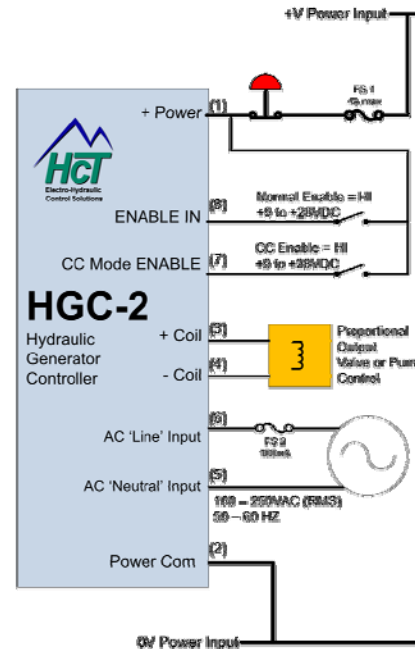 +V Power Input
FS 1
+ Power
(1)
HCT
Electro-Hydraulic
Control Solutions
ENABLE IN
(8)
Normal Enable = HI
+9 to +28VDC
CC Mode ENABLE
(7)
CC Enable = HI
+9 to +28VDC
HGC-2
Hydraulic
Generator
Controller
+ Coil
(3)
- Coil
(4)
Proportional
Output
Valve or Pump
Control
AC 'Line' Input
(6)
FS 2
AC 'Neutral' Input
(5)
100 – 250VAC (RMS)
50 – 60 HZ
Power Com
(2)
0V Power Input